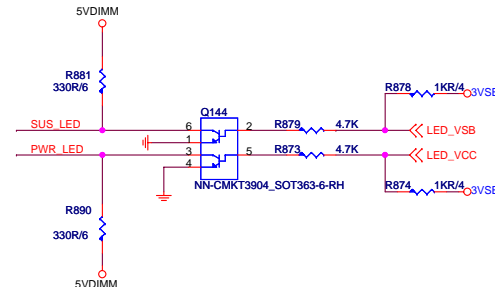 5VDIMM
R881
330R/6
R878
1KR/4
3VSB
Q144
SUS_LED
6
2
R879
4.7K
LED_VSB
1
PWR_LED
3
5
R873
4.7K
LED_VCC
4
NN-CMKT3904_SOT363-6-RH
R874
1KR/4
3VSB
R890
330R/6
5VDIMM